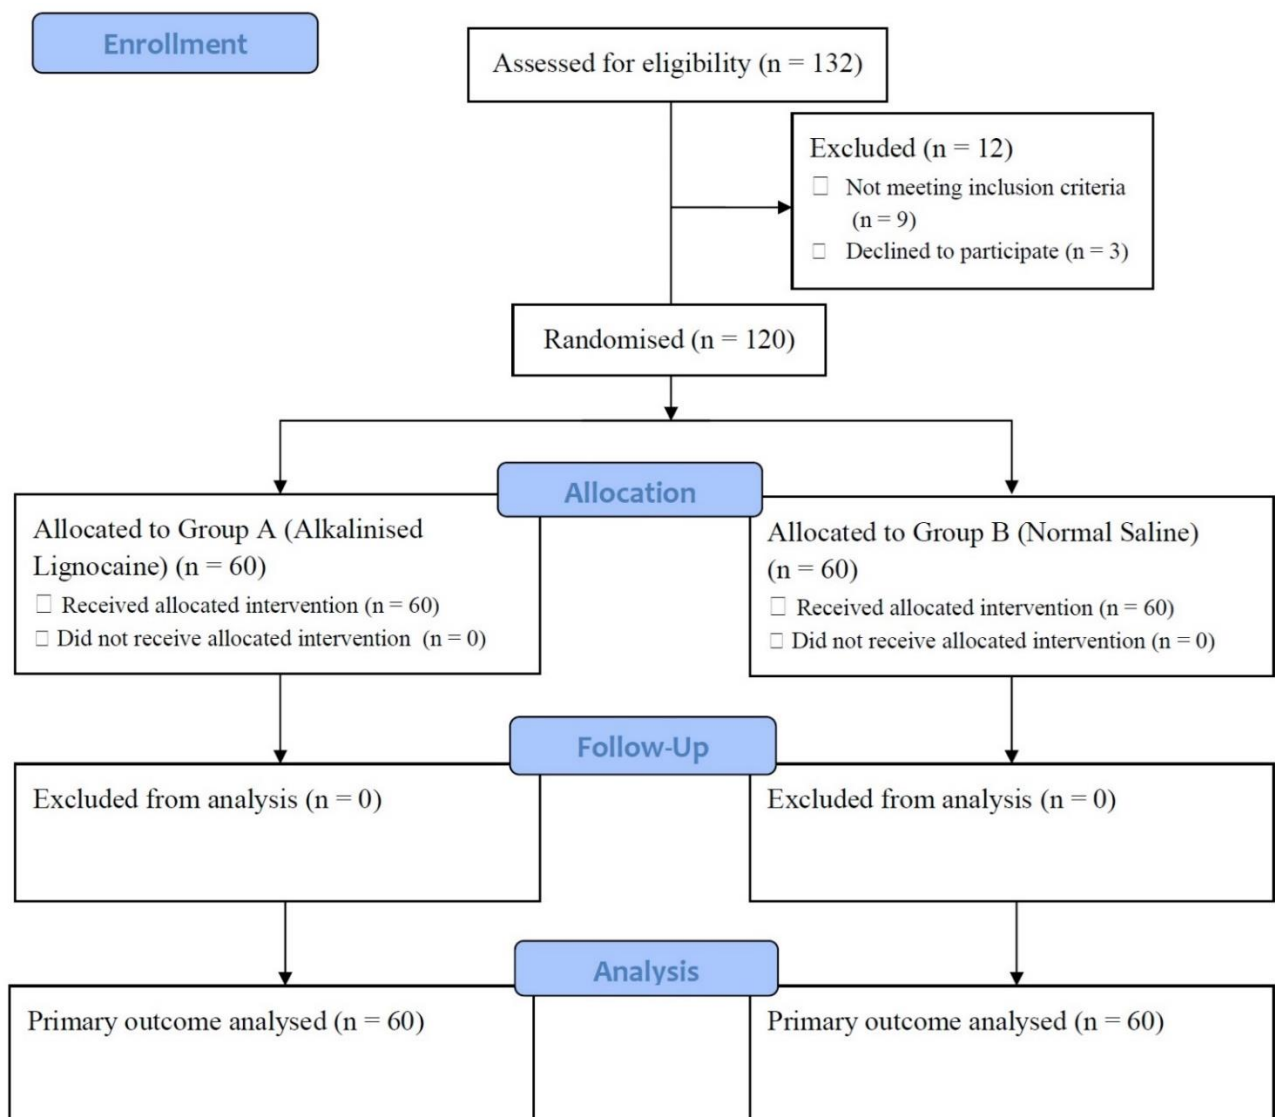 Enrollment
Assessed for eligibility (n = 132)
Excluded (n = 12)
□ Not meeting inclusion criteria
(n = 9)
□ Declined to participate (n = 3)
Randomised (n = 120)
Allocation
Allocated to Group A (Alkalinised
Lignocaine) (n = 60)
□ Received allocated intervention (n = 60)
□ Did not receive allocated intervention (n = 0)
Allocated to Group B (Normal Saline)
(n = 60)
□ Received allocated intervention (n = 60)
□ Did not receive allocated intervention (n = 0)
Follow-Up
Excluded from analysis (n = 0)
Excluded from analysis (n = 0)
Analysis
Primary outcome analysed (n = 60)
Primary outcome analysed (n = 60)